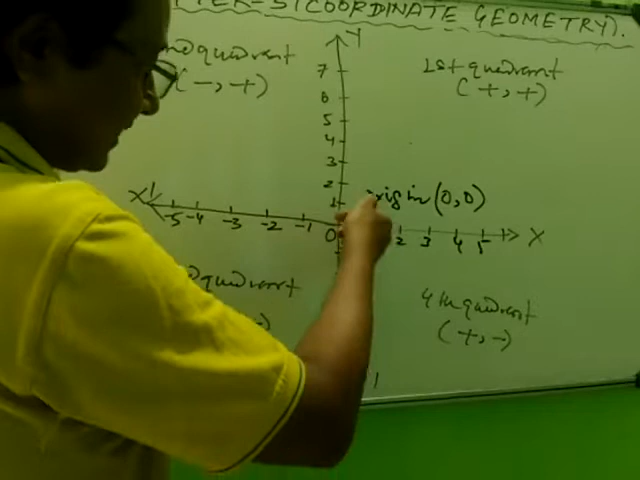 COORDINATE GEOMETRY).
Y
quadrant
1st quadrant
(-,+)
(+,+)
7
6
5
4
3
2
1
origin (0,0)
X'
-5 -4 -3 -2 -1 0 2 3 4 5 X
quadrant
4th quadrant
(+,-)